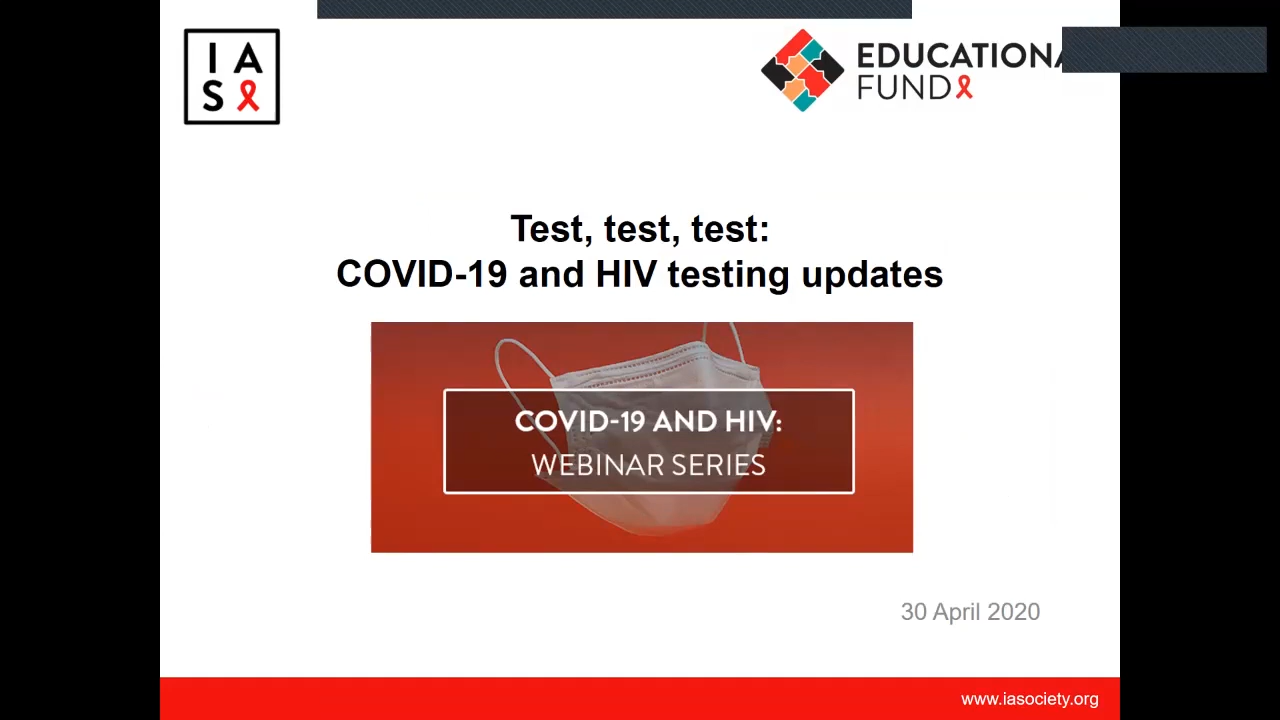 I A
S
EDUCATIONA
FUND
Test, test, test:
COVID-19 and HIV testing updates
COVID-19 AND HIV:
WEBINAR SERIES
30 April 2020
www.iasociety.org